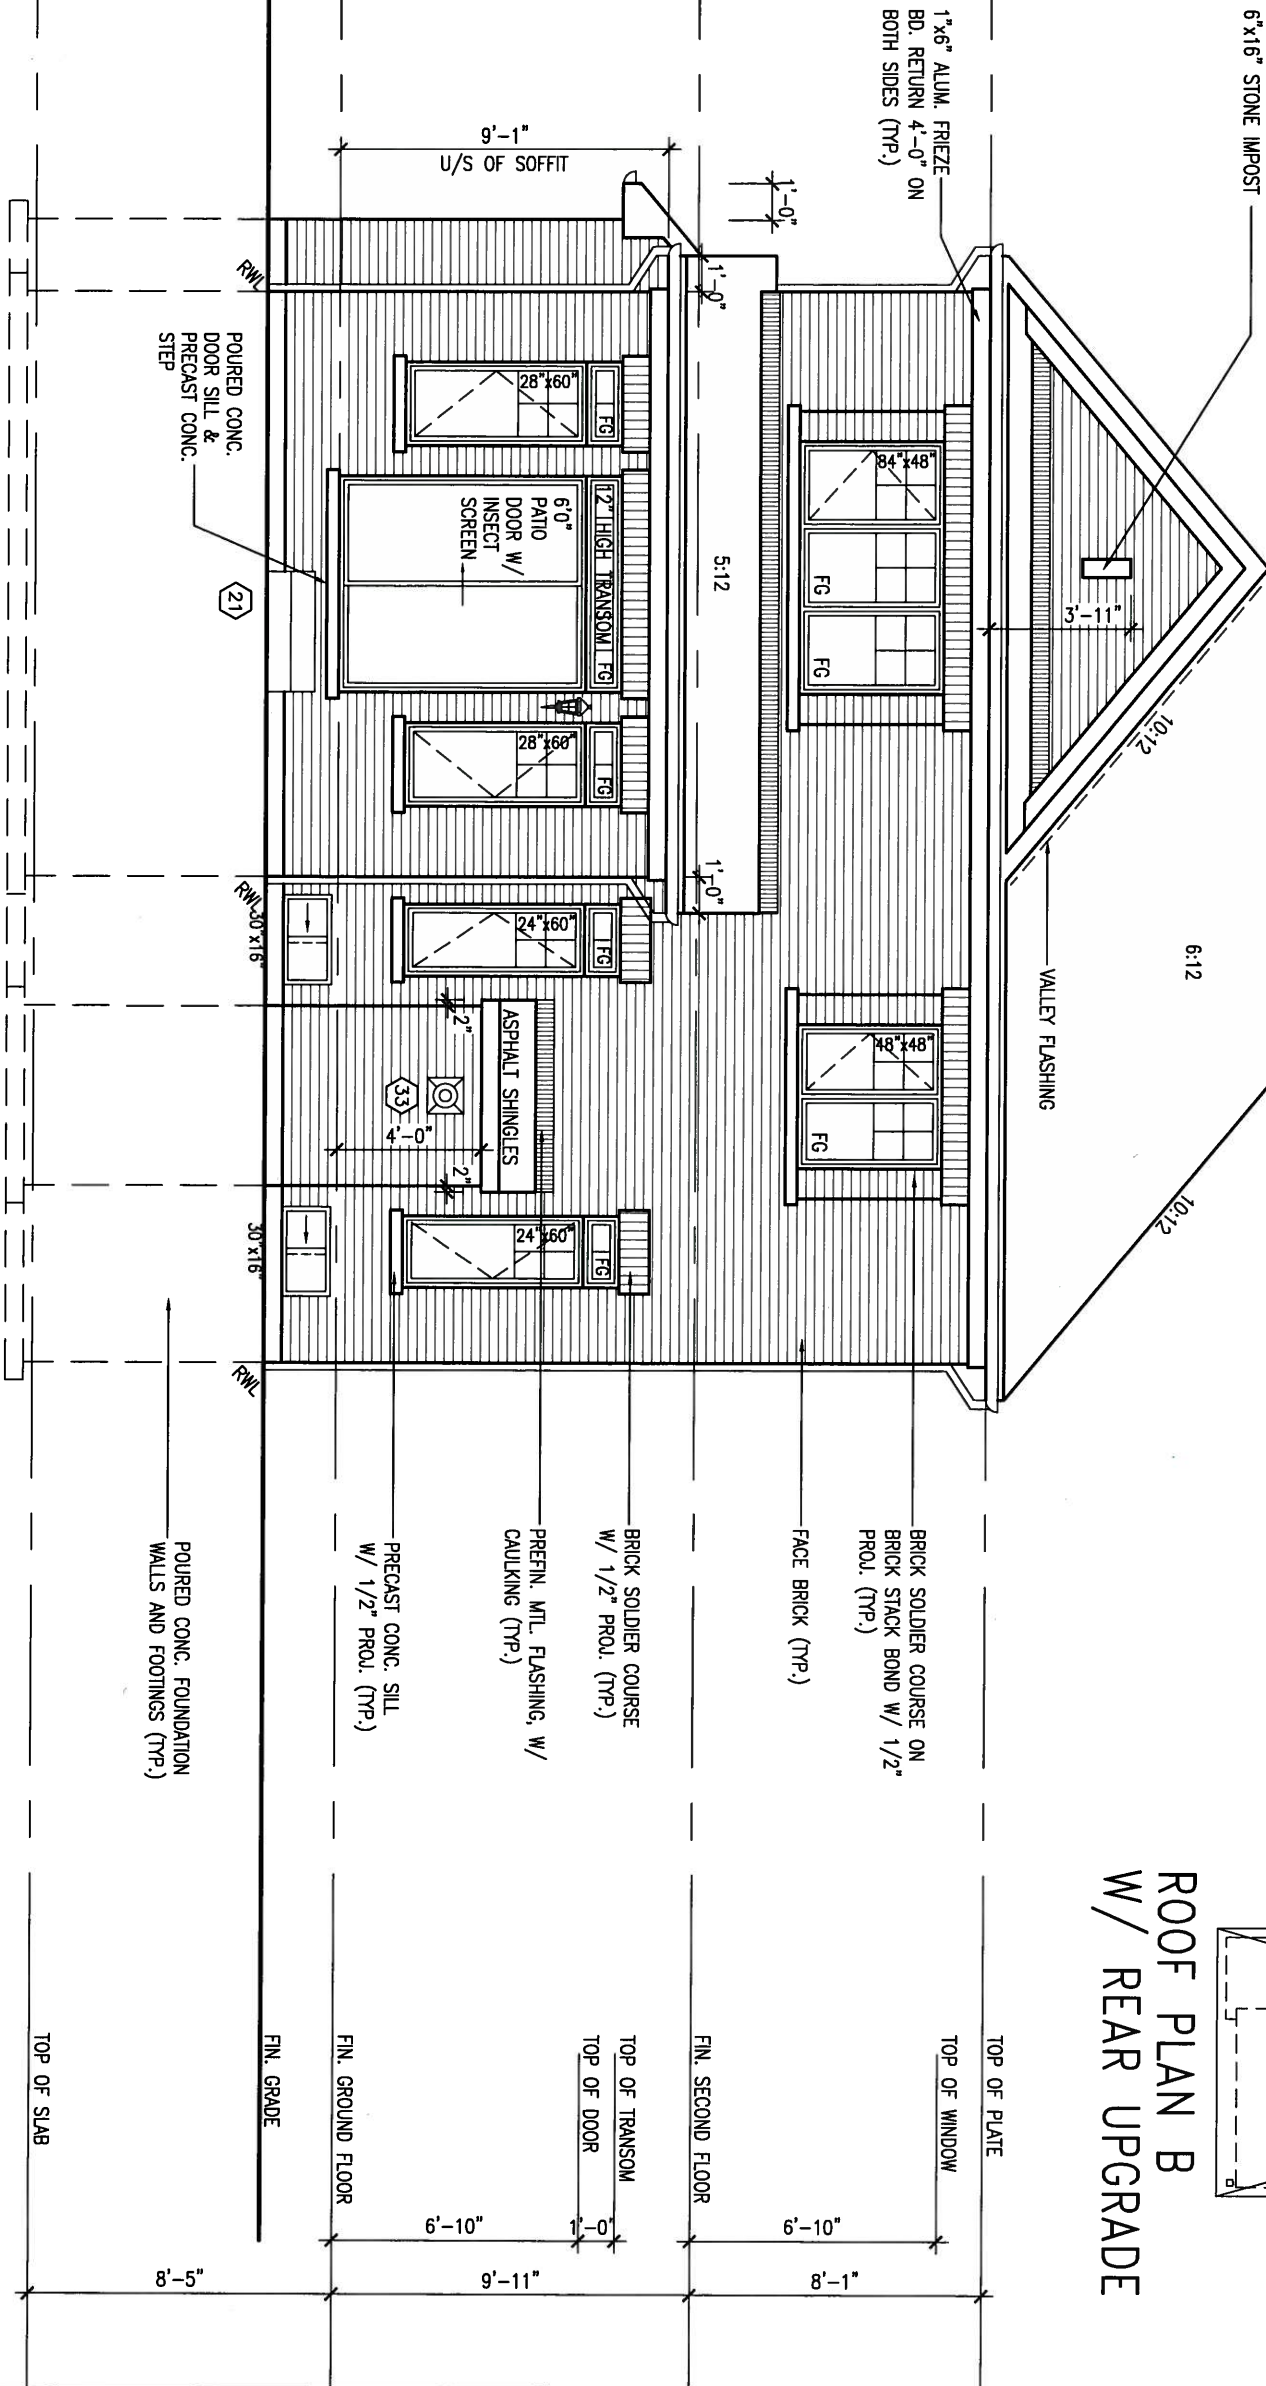 6"x16" STONE IMPOST
1"x6" ALUM. FRIEZE
BD. RETURN 4'-0" ON
BOTH SIDES (TYP.)
9'-1"
U/S OF SOFFIT
1'-0"
1'-0"
3'-11"
10:12
VALLEY FLASHING
6:12
10:12
84"x48"
FG
FG
48"x48"
FG
5:12
1'-0"
28"x60"
FG
12" HIGH TRANSOM
FG
6'0"
PATIO
DOOR W/
INSECT
SCREEN
28"x60"
FG
24"x60"
FG
ASPHALT SHINGLES
2"
2"
33
4'-0"
24"x60"
FG
RWL
RWL
30"x16"
30"x16"
RWL
POURED CONC.
DOOR SILL &
PRECAST CONC.
STEP
21
BRICK SOLDIER COURSE ON
BRICK STACK BOND W/ 1/2"
PROJ. (TYP.)
FACE BRICK (TYP.)
BRICK SOLDIER COURSE
W/ 1/2" PROJ. (TYP.)
PREFIN. MTL. FLASHING, W/
CAULKING (TYP.)
PRECAST CONC. SILL
W/ 1/2" PROJ. (TYP.)
POURED CONC. FOUNDATION
WALLS AND FOOTINGS (TYP.)
ROOF PLAN B
W/ REAR UPGRADE
TOP OF PLATE
TOP OF WINDOW
FIN. SECOND FLOOR
TOP OF TRANSOM
TOP OF DOOR
FIN. GROUND FLOOR
FIN. GRADE
TOP OF SLAB
6'-10"
1'-0"
6'-10"
8'-1"
9'-11"
8'-5"